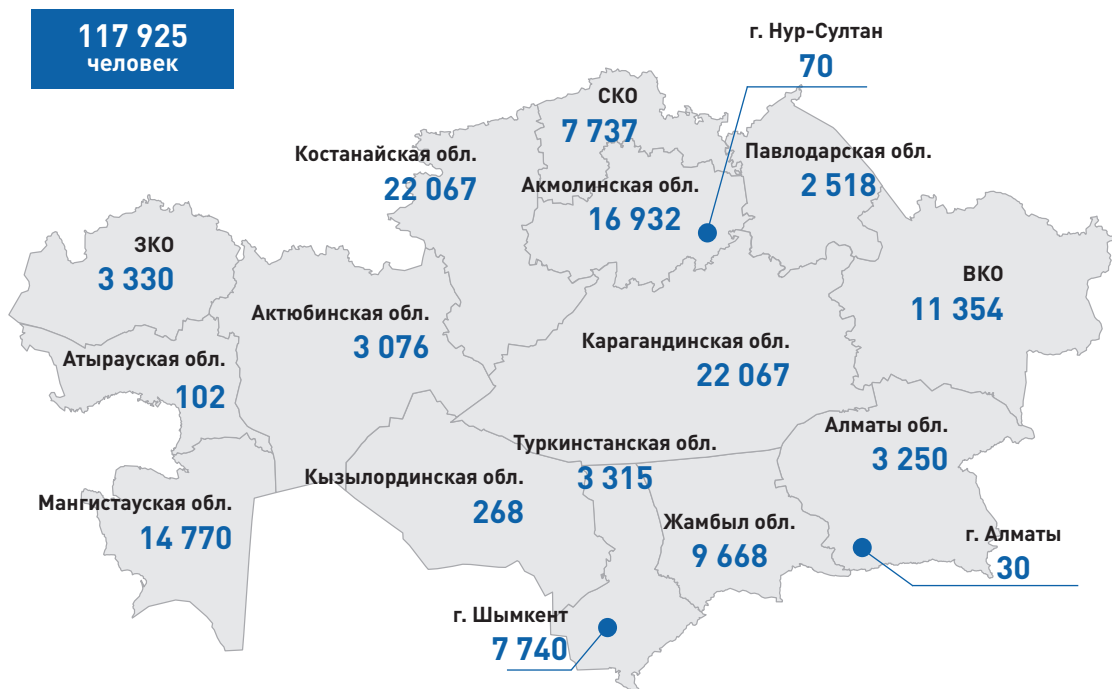 117 925
человек
г. Нур-Султан
70
СКО
7 737
Костанайская обл.
22 067
Акмолинская обл.
16 932
Павлодарская обл.
2 518
ЗКО
3 330
ВКО
11 354
Актюбинская обл.
3 076
Карагандинская обл.
22 067
Атырауская обл.
102
Алматы обл.
3 250
Туркинстанская обл.
3 315
Кызылординская обл.
268
Мангистауская обл.
14 770
Жамбыл обл.
9 668
г. Алматы
30
г. Шымкент
7 740